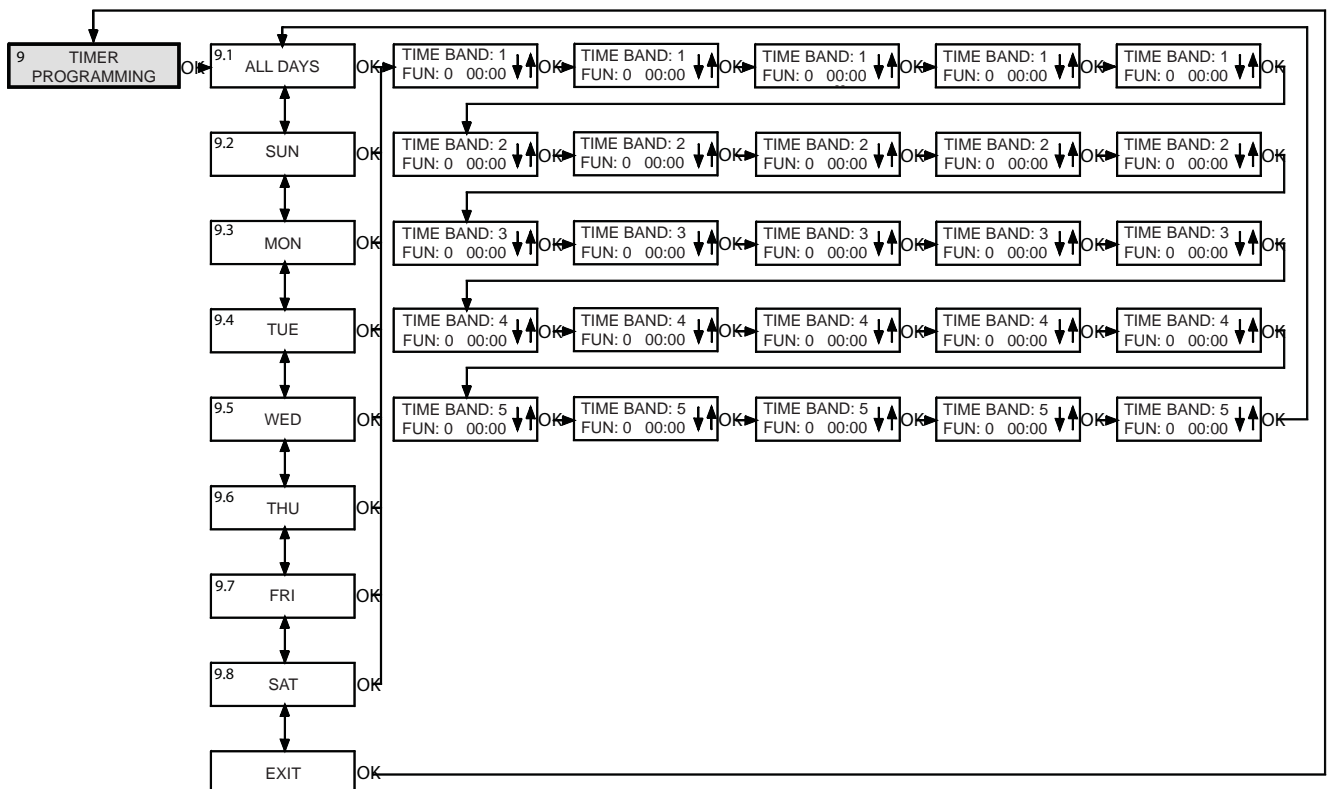 9 TIMER
PROGRAMMING OK
9.1 ALL DAYS OK
TIME BAND: 1
FUN: 0 00:00 OK
TIME BAND: 1
FUN: 0 00:00 OK
TIME BAND: 1
FUN: 0 00:00 OK
TIME BAND: 1
FUN: 0 00:00 OK
TIME BAND: 1
FUN: 0 00:00 OK
9.2 SUN OK
TIME BAND: 2
FUN: 0 00:00 OK
TIME BAND: 2
FUN: 0 00:00 OK
TIME BAND: 2
FUN: 0 00:00 OK
TIME BAND: 2
FUN: 0 00:00 OK
TIME BAND: 2
FUN: 0 00:00 OK
9.3 MON OK
TIME BAND: 3
FUN: 0 00:00 OK
TIME BAND: 3
FUN: 0 00:00 OK
TIME BAND: 3
FUN: 0 00:00 OK
TIME BAND: 3
FUN: 0 00:00 OK
TIME BAND: 3
FUN: 0 00:00 OK
9.4 TUE OK
TIME BAND: 4
FUN: 0 00:00 OK
TIME BAND: 4
FUN: 0 00:00 OK
TIME BAND: 4
FUN: 0 00:00 OK
TIME BAND: 4
FUN: 0 00:00 OK
TIME BAND: 4
FUN: 0 00:00 OK
9.5 WED OK
TIME BAND: 5
FUN: 0 00:00 OK
TIME BAND: 5
FUN: 0 00:00 OK
TIME BAND: 5
FUN: 0 00:00 OK
TIME BAND: 5
FUN: 0 00:00 OK
TIME BAND: 5
FUN: 0 00:00 OK
9.6 THU OK
9.7 FRI OK
9.8 SAT OK
EXIT OK